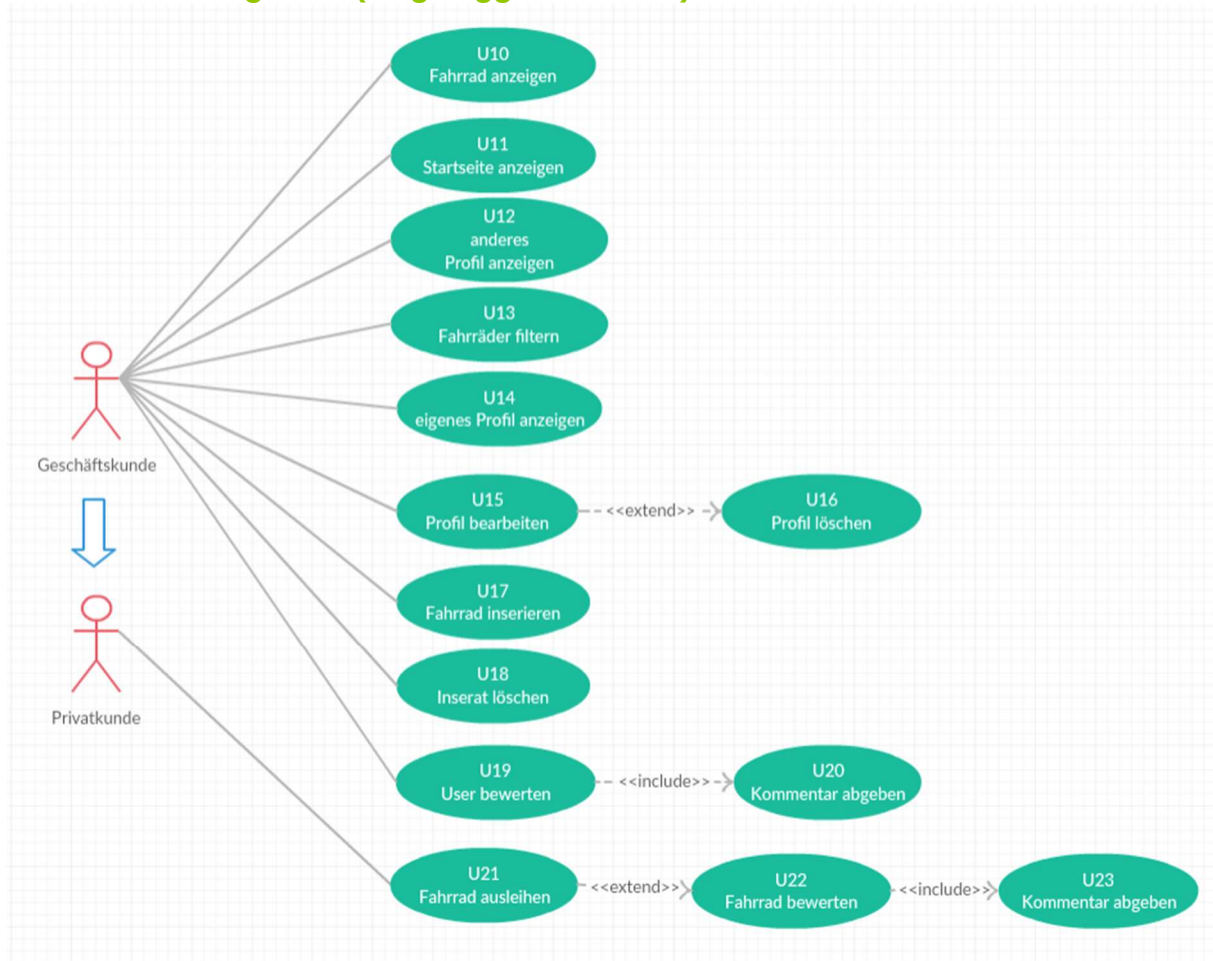 U10
Fahrrad anzeigen
U11
Startseite anzeigen
U12
anderes
Profil anzeigen
U13
Fahrräder filtern
U14
eigenes Profil anzeigen
Geschäftskunde
U15
Profil bearbeiten
<<extend>>
U16
Profil löschen
U17
Fahrrad inserieren
U18
Inserat löschen
Privatkunde
U19
User bewerten
<<include>>
U20
Kommentar abgeben
U21
Fahrrad ausleihen
<<extend>>
U22
Fahrrad bewerten
<<include>>
U23
Kommentar abgeben